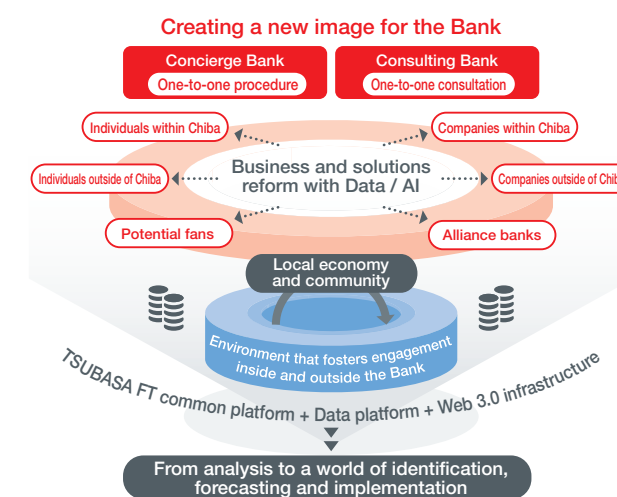 Creating a new image for the Bank
Concierge Bank
One-to-one procedure
Consulting Bank
One-to-one consultation
Individuals within Chiba
Companies within Chiba
Individuals outside of Chiba
Business and solutions
reform with Data / AI
Companies outside of Chib
Potential fans
Alliance banks
Local economy
and community
Environment that fosters engagement
inside and outside the Bank
TSUBASA FT common platform + Data platform + Web 3.0 infrastructure
From analysis to a world of identification,
forecasting and implementation